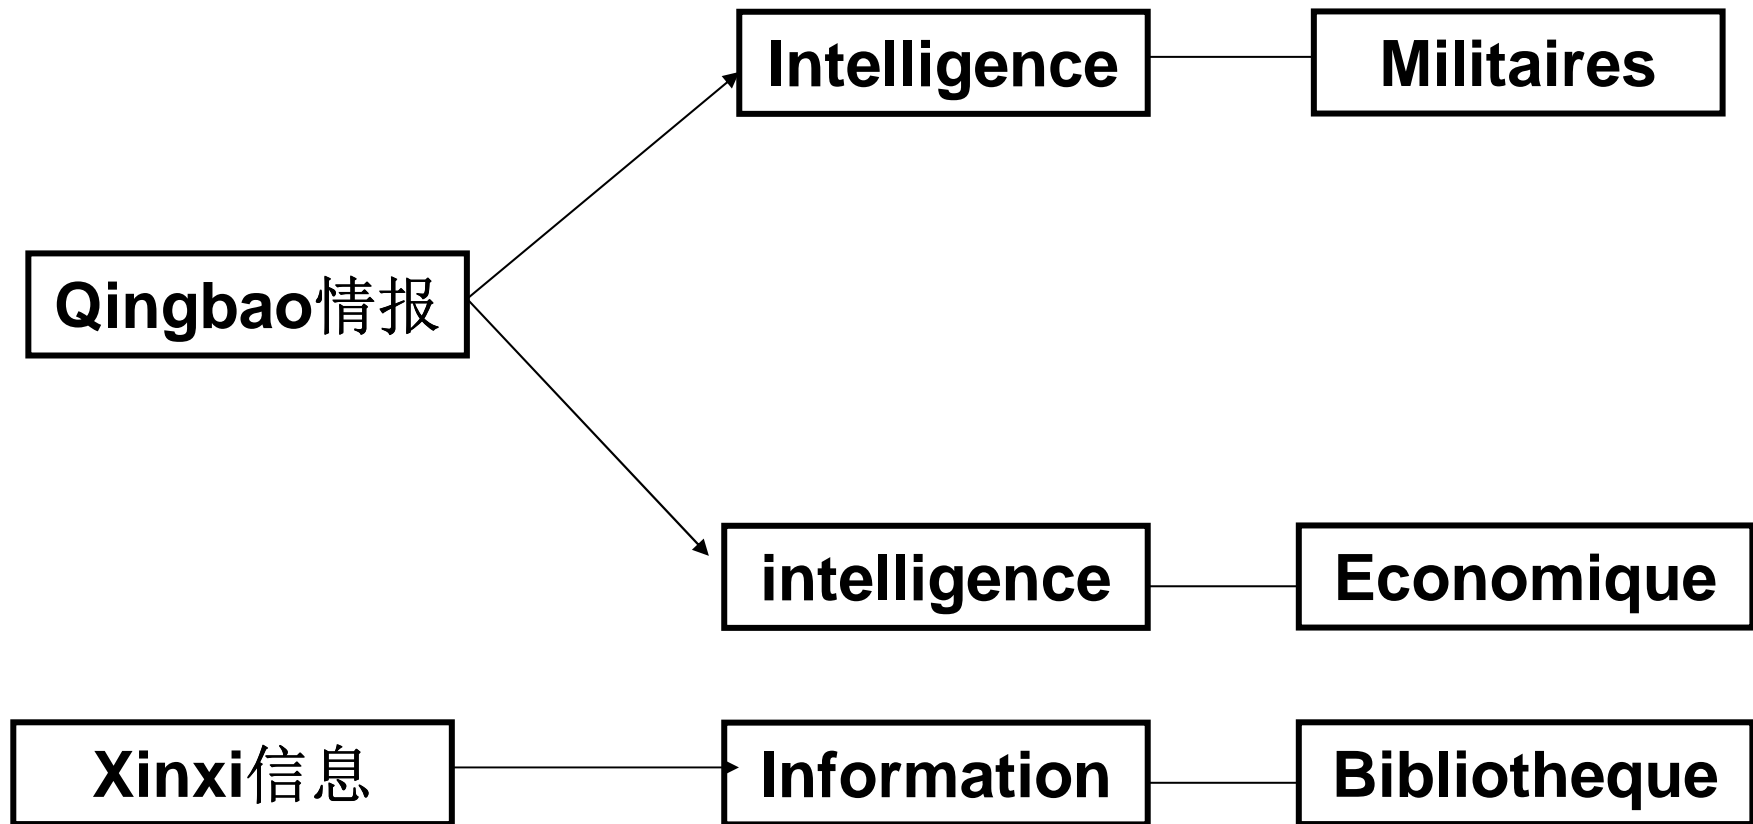 Intelligence
Militaires
Qingbao情报
intelligence
Economique
Xinxi信息
Information
Bibliotheque